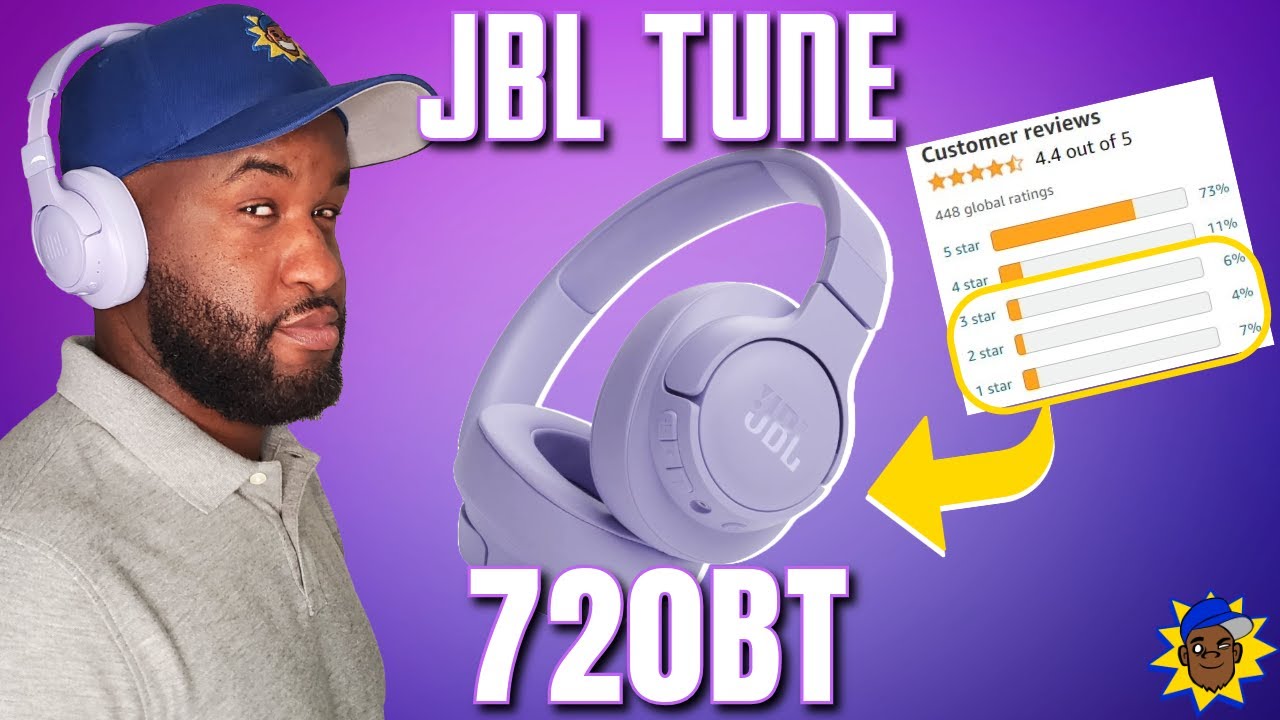 JBL TUNE
Customer reviews
4.4 out of 5
448 global ratings
5 star 73%
4 star 11%
3 star 6%
2 star 4%
1 star 7%
JBL
JBL
720BT